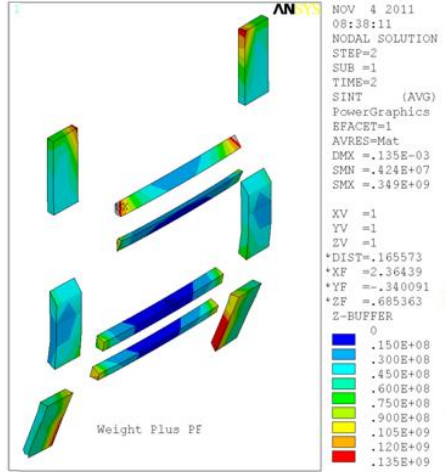 1
ANSYS
NOV 4 2011
08:38:11
NODAL SOLUTION
STEP=2
SUB =1
TIME=2
SINT (AVG)
PowerGraphics
EFACET=1
AVRES=Mat
DMX =.135E-03
SMN =.424E+07
SMX =.349E+09
XV =1
YV =1
ZV =1
*DIST=.165573
*XF =2.36439
*YF =-.340091
*ZF =.685363
Z-BUFFER
0
.150E+08
.300E+08
.450E+08
.600E+08
.750E+08
.900E+08
.105E+09
.120E+09
.135E+09
Weight Plus PF